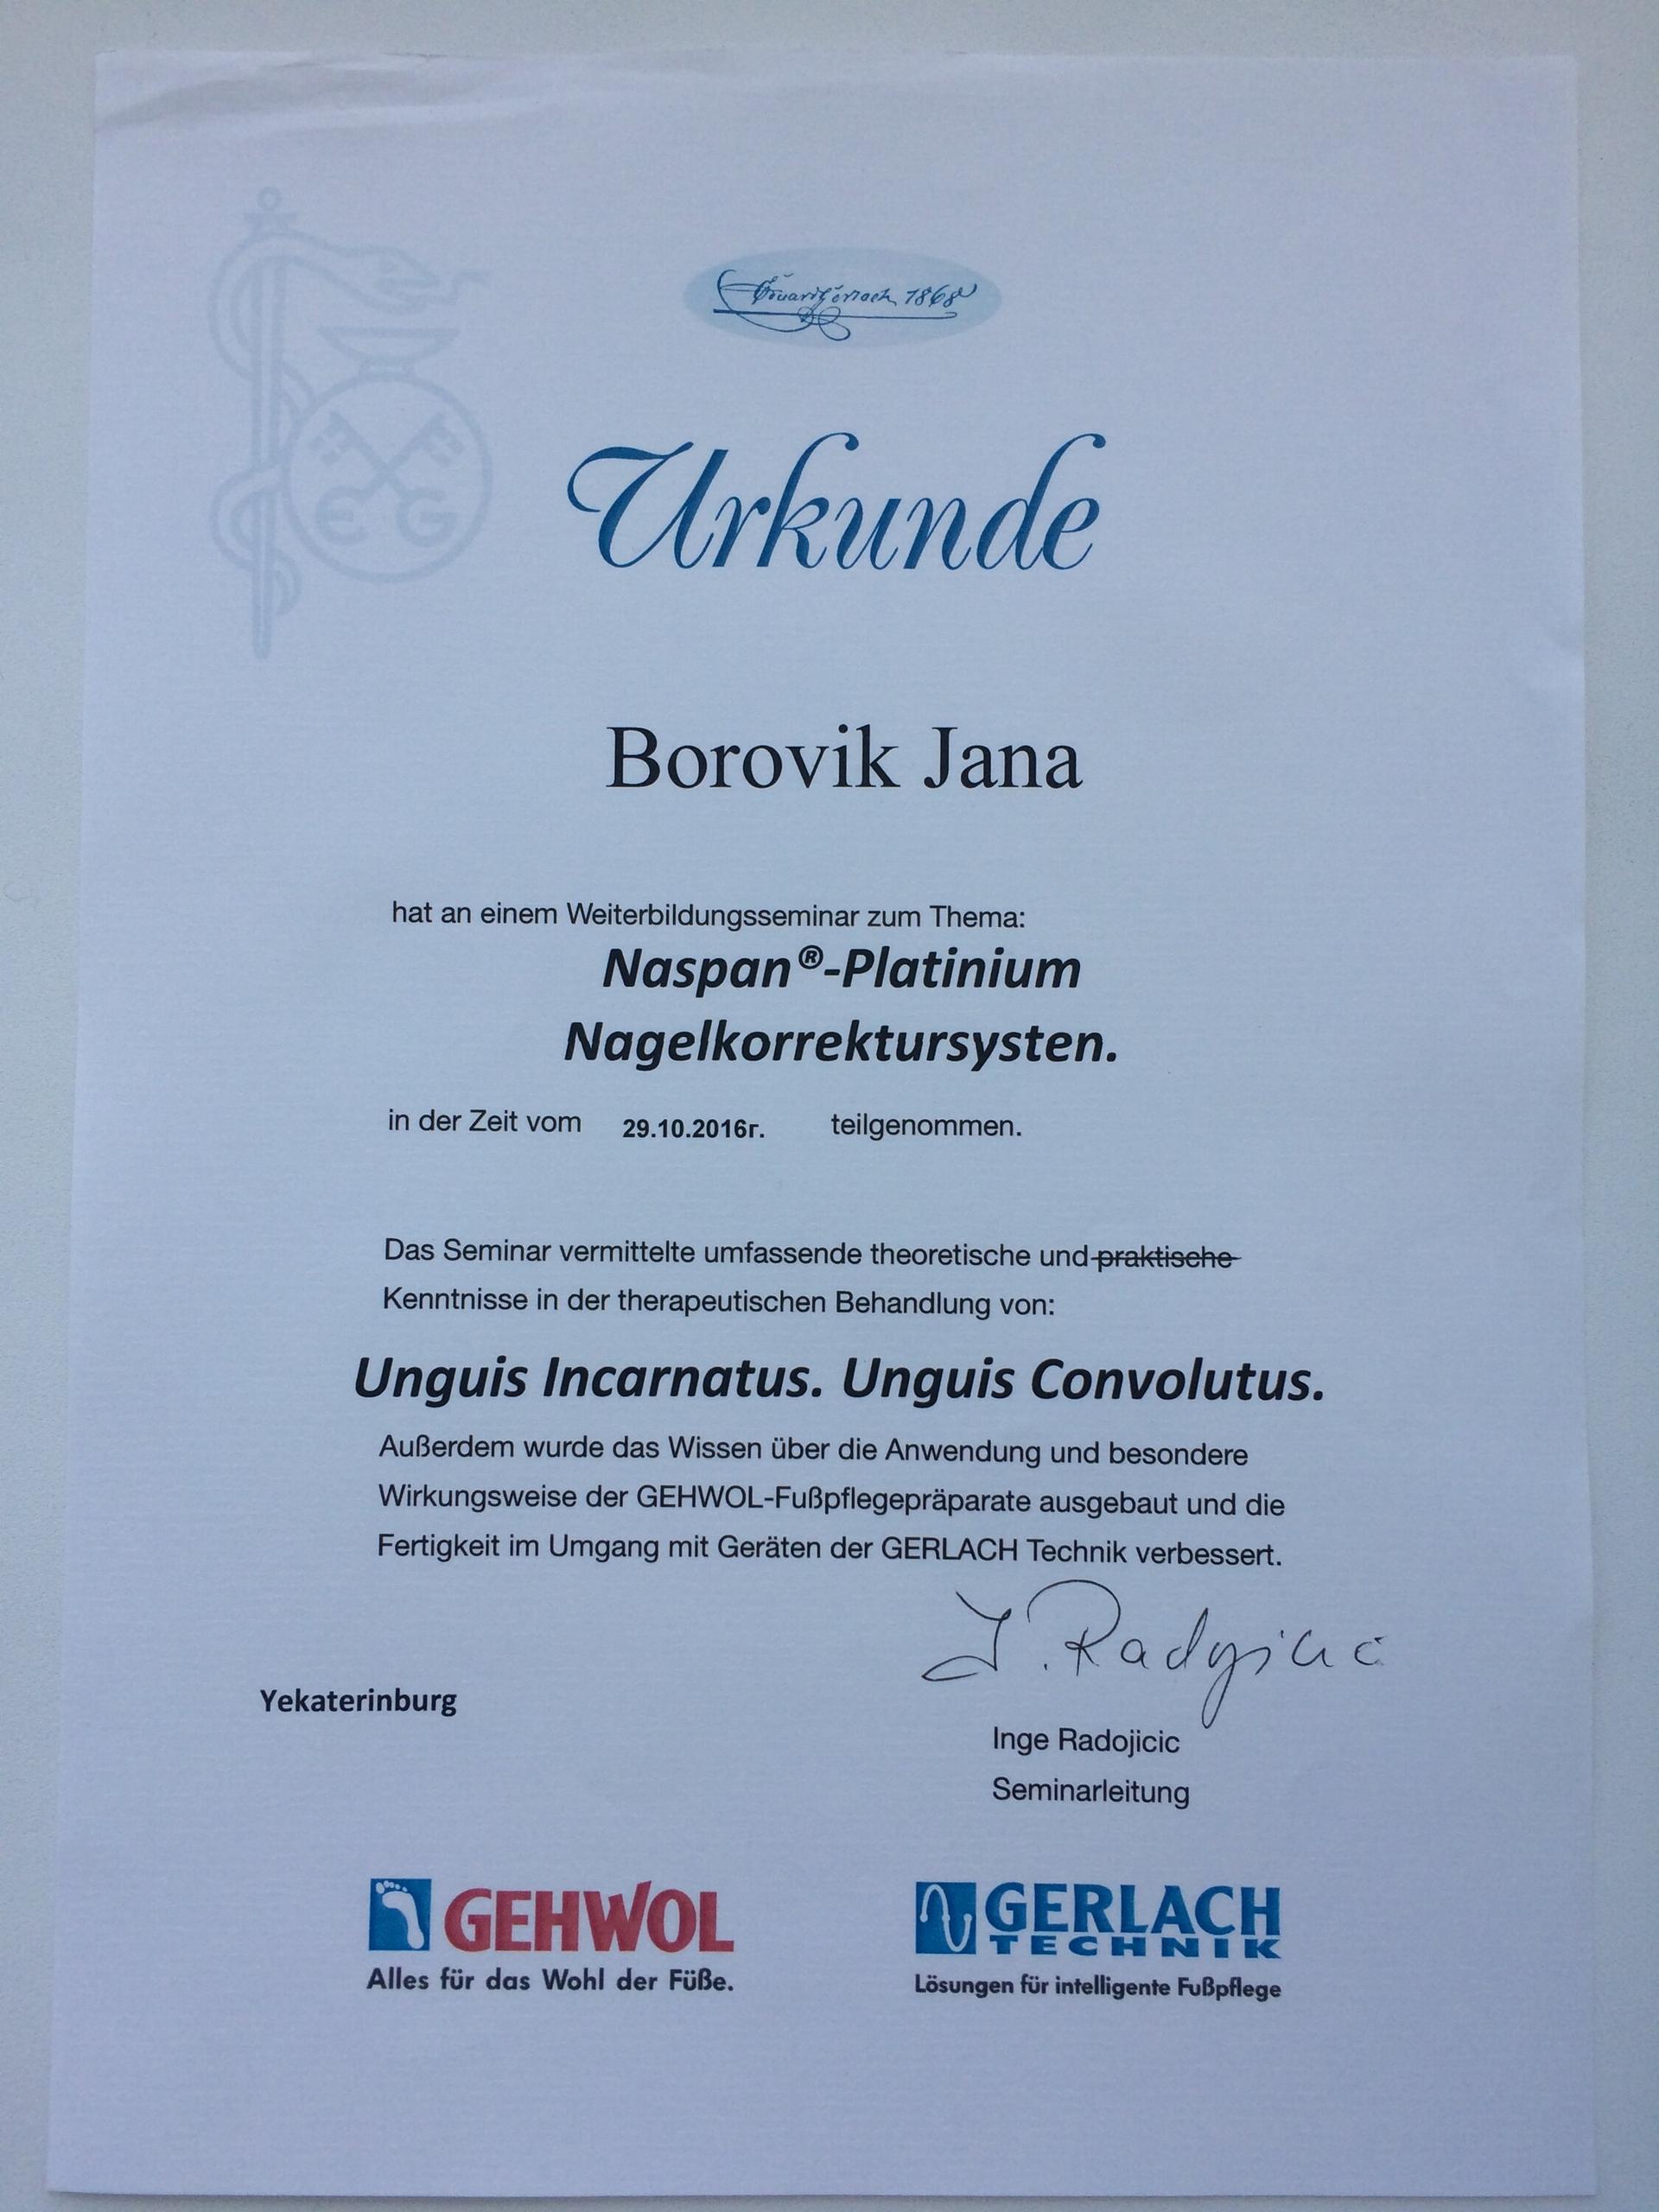 Eduard Gerlach 1868
E G
Urkunde
Borovik Jana
hat an einem Weiterbildungsseminar zum Thema:
Naspan®-Platinium
Nagelkorrektursysten.
in der Zeit vom 29.10.2016г. teilgenommen.
Das Seminar vermittelte umfassende theoretische und praktische
Kenntnisse in der therapeutischen Behandlung von:
Unguis Incarnatus. Unguis Convolutus.
Außerdem wurde das Wissen über die Anwendung und besondere
Wirkungsweise der GEHWOL-Fußpflegepräparate ausgebaut und die
Fertigkeit im Umgang mit Geräten der GERLACH Technik verbessert.
I. Radojicic
Yekaterinburg
Inge Radojicic
Seminarleitung
GEHWOL
Alles für das Wohl der Füße.
GERLACH
TECHNIK
Lösungen für intelligente Fußpflege